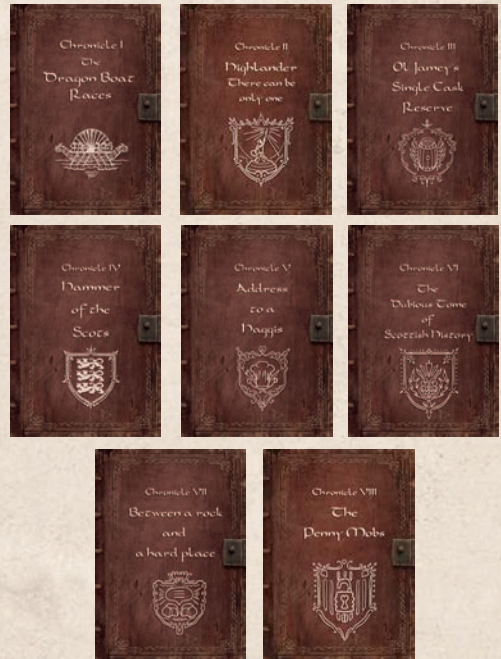 Chronicle I
The
Dragon Boat
Races
Chronicle II
Highlander
There can be
only one
Chronicle III
Ol Jamey's
Single Cask
Reserve
Chronicle IV
Hammer
of the
Scots
Chronicle V
Address
to a
Haggis
Chronicle VI
The
Dubious Tome
of
Scottish History
Chronicle VII
Between a rock
and
a hard place
Chronicle VIII
The
Penny Mobs